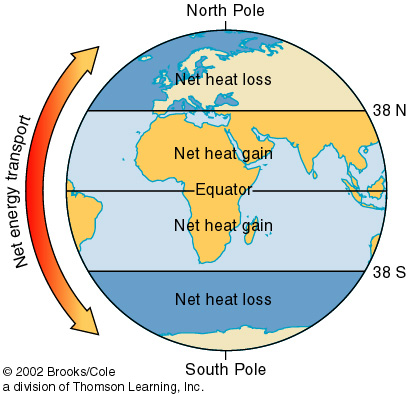 North Pole
Net heat loss
38 N
Net heat gain
Equator
Net heat gain
38 S
Net heat loss
South Pole
Net energy transport
© 2002 Brooks/Cole
a division of Thomson Learning, Inc.